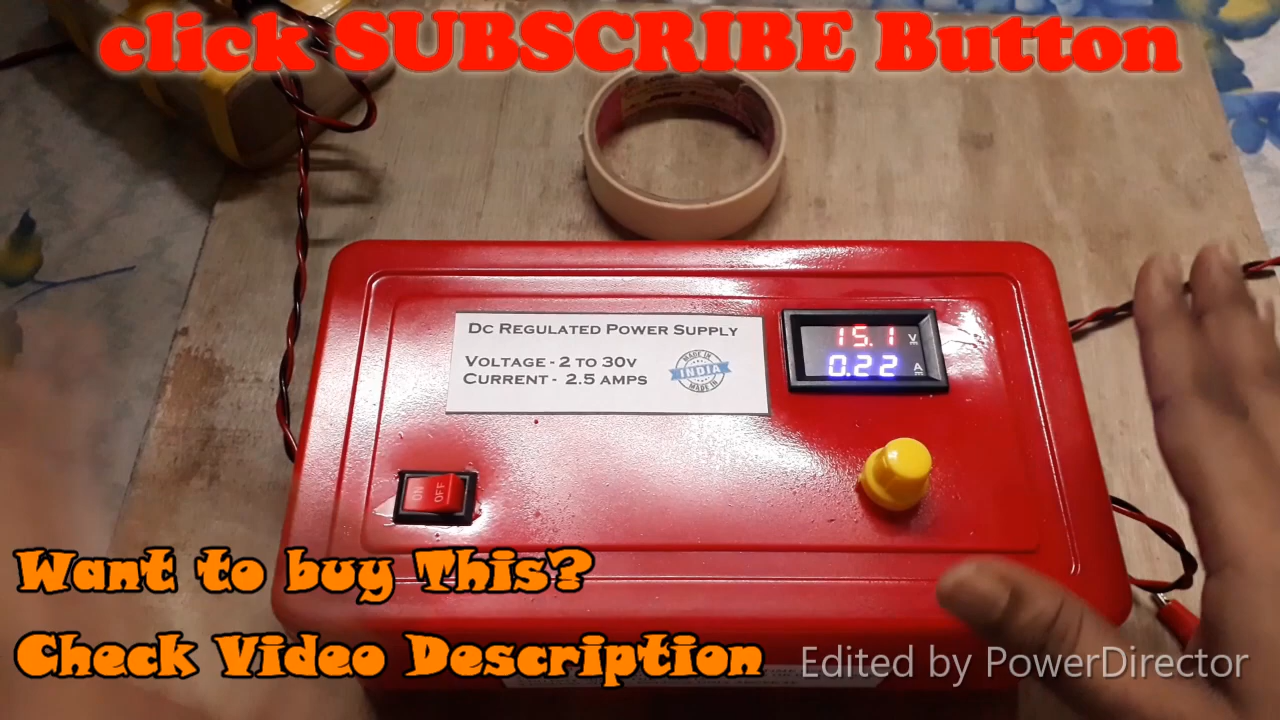 click SUBSCRIBE Button
DC REGULATED POWER SUPPLY
VOLTAGE - 2 TO 30V
CURRENT - 2.5 AMPS
MADE IN
INDIA
MADE IN
15.1 V
0.22 A
ON OFF
Want to buy This?
Check Video Description
Edited by PowerDirector